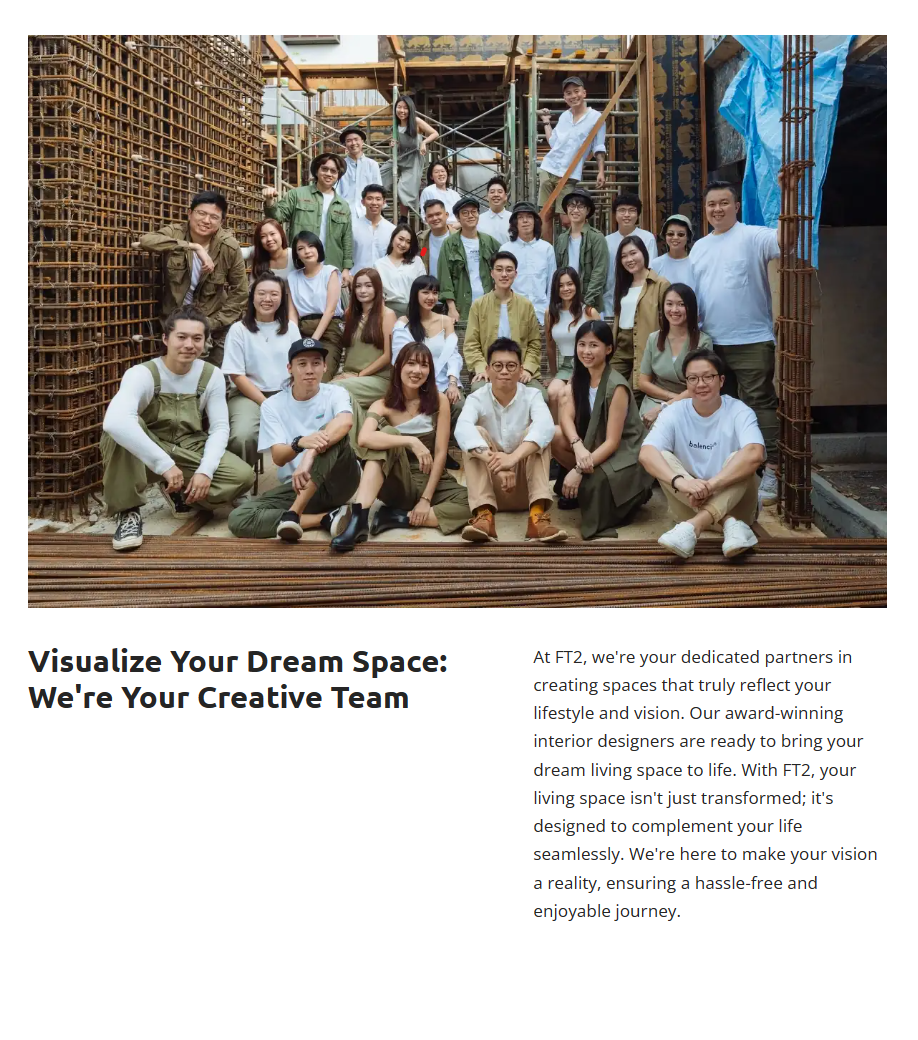 balenci
Visualize Your Dream Space:
We're Your Creative Team
At FT2, we're your dedicated partners in
creating spaces that truly reflect your
lifestyle and vision. Our award-winning
interior designers are ready to bring your
dream living space to life. With FT2, your
living space isn't just transformed; it's
designed to complement your life
seamlessly. We're here to make your vision
a reality, ensuring a hassle-free and
enjoyable journey.